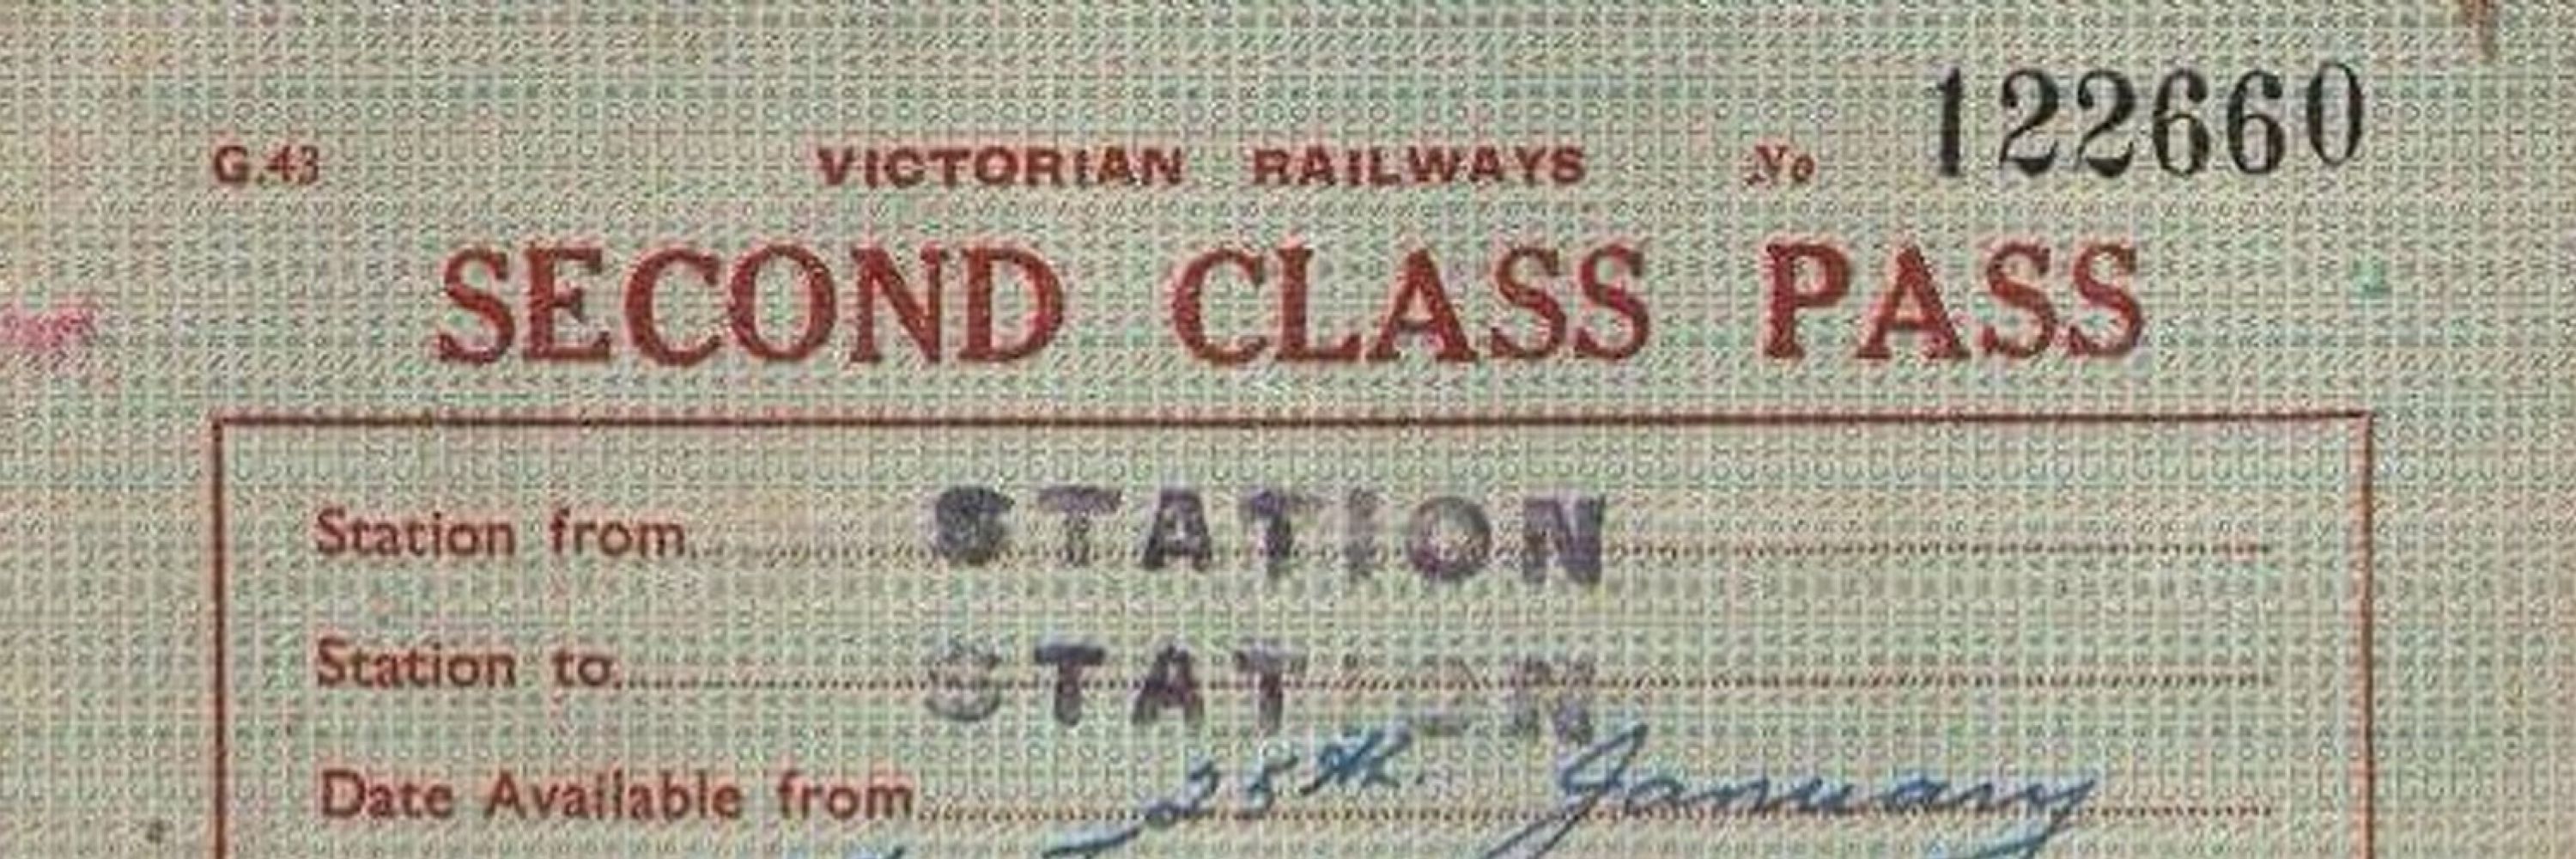 G.43 VICTORIAN RAILWAYS No 122660
SECOND CLASS PASS
Station from STATION
Station to STATION
Date Available from 25th. January